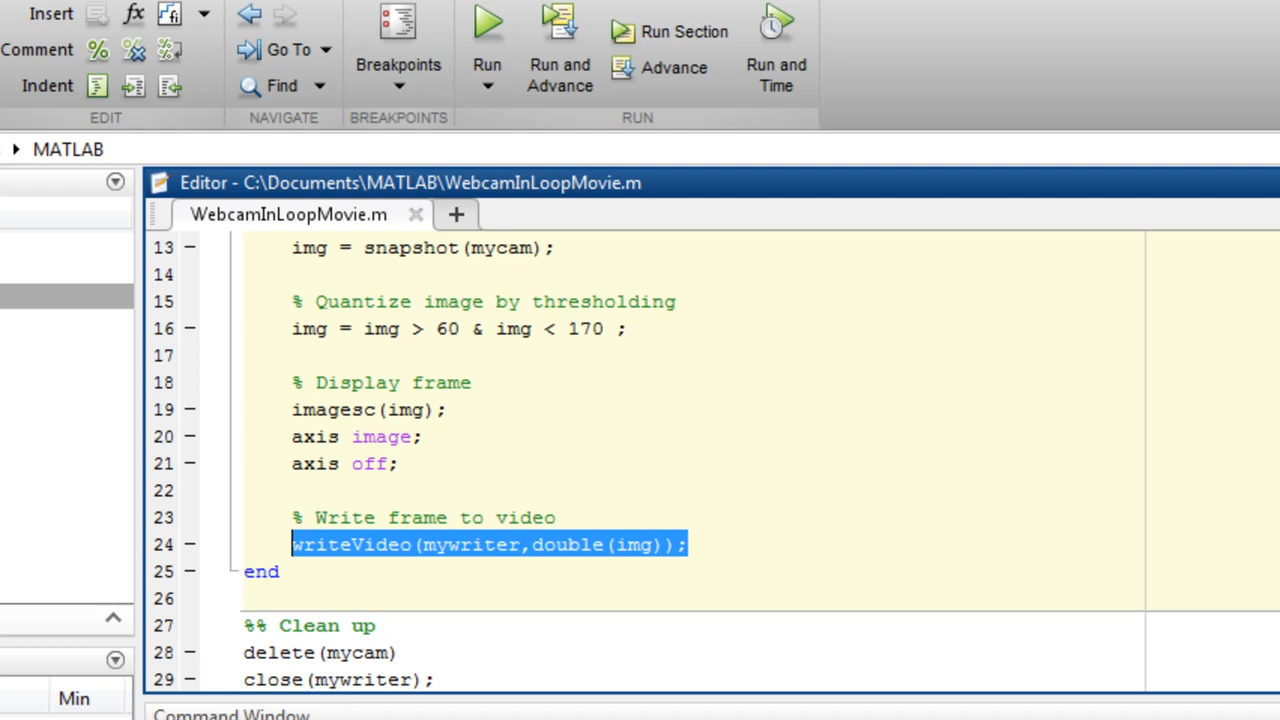 Insert fx fi
Comment % % %
Indent
Go To
Find
Breakpoints
Run
Run and
Advance
Run Section
Advance
Run and
Time
EDIT NAVIGATE BREAKPOINTS RUN
MATLAB
Editor - C:\Documents\MATLAB\WebcamInLoopMovie.m
WebcamInLoopMovie.m × +
13 – img = snapshot(mycam);
14
15 % Quantize image by thresholding
16 – img = img > 60 & img < 170 ;
17
18 % Display frame
19 – imagesc(img);
20 – axis image;
21 – axis off;
22
23 % Write frame to video
24 – writeVideo(mywriter,double(img));
25 – end
26
27 %% Clean up
28 – delete(mycam)
29 – close(mywriter);
Min
Command Window